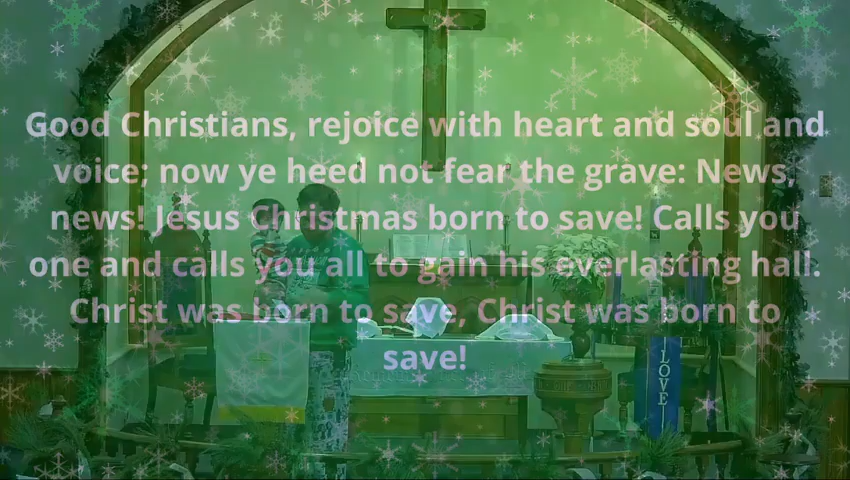 Good Christians, rejoice with heart and soul and
voice; now ye heed not fear the grave: News,
news! Jesus Christmas born to save! Calls you
one and calls you all to gain his everlasting hall.
Christ was born to save, Christ was born to
save!
LOVE